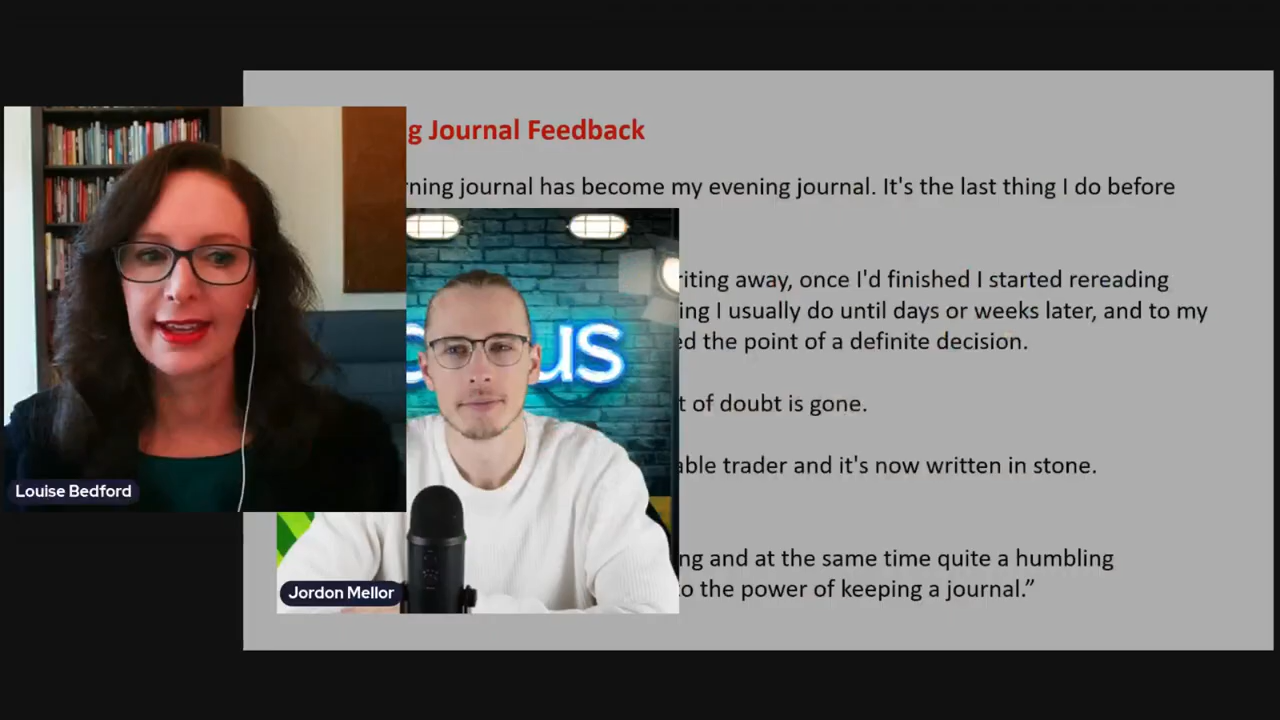 g Journal Feedback
rning journal has become my evening journal. It's the last thing I do before
riting away, once I'd finished I started rereading
ing I usually do until days or weeks later, and to my
ed the point of a definite decision.
t of doubt is gone.
able trader and it's now written in stone.
ng and at the same time quite a humbling
to the power of keeping a journal.”
us
Louise Bedford
Jordon Mellor